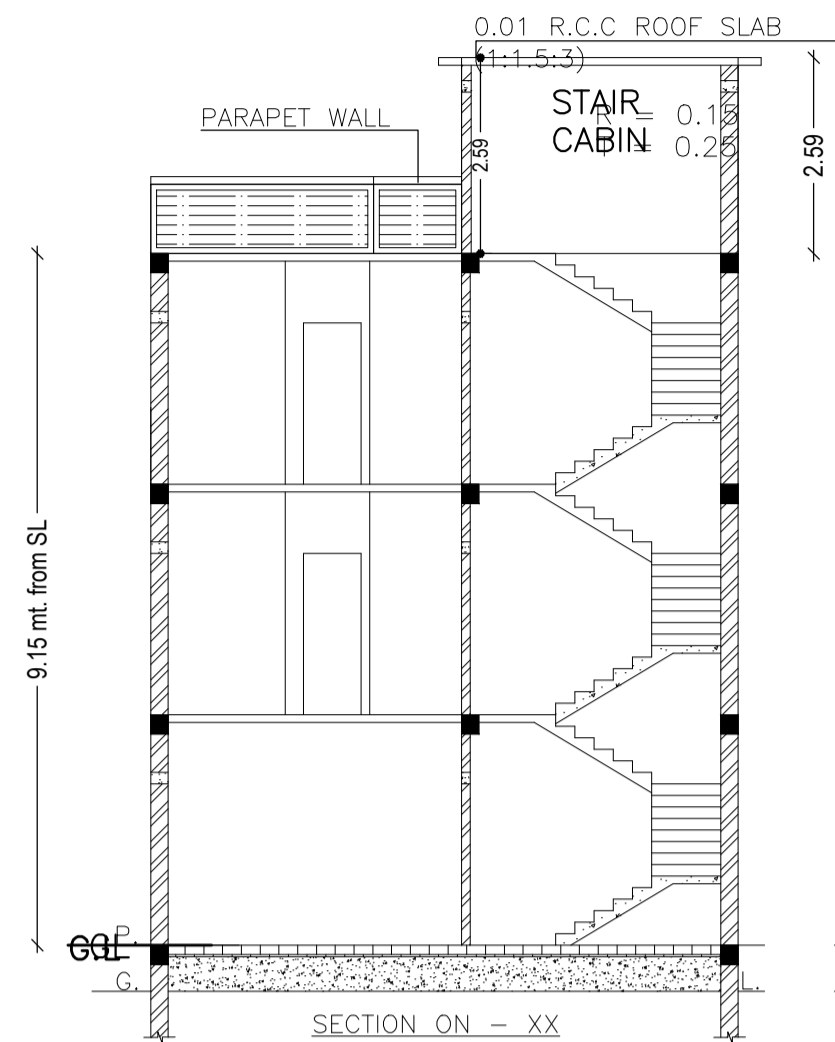 0.01 R.C.C ROOF SLAB
(1:1.5:3)
STAIR
CABIN
R = 0.15
T = 0.25
PARAPET WALL
2.59
2.59
9.15 mt. from SL
P.
G.
L.
SECTION ON - XX